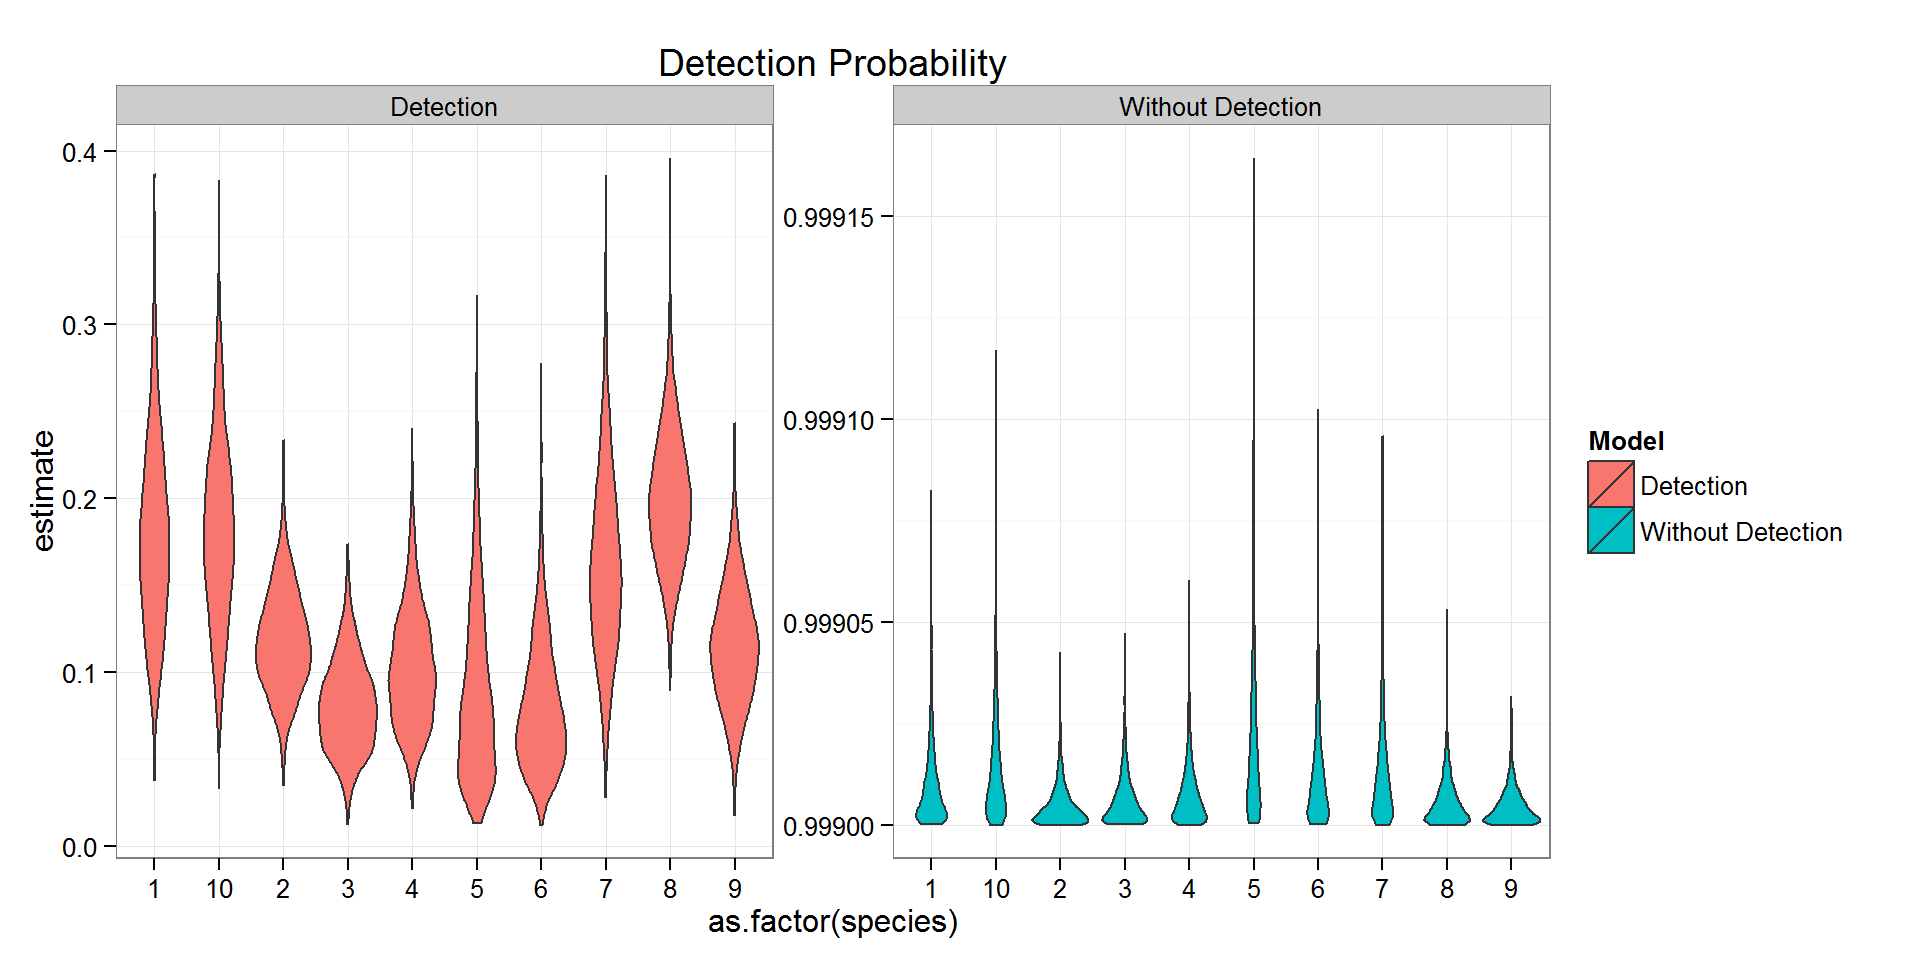 Detection Probability
Detection
Without Detection
0.4
0.3
0.2
0.1
0.0
estimate
0.99915
0.99910
0.99905
0.99900
1 10 2 3 4 5 6 7 8 9
1 10 2 3 4 5 6 7 8 9
as.factor(species)
Model
Detection
Without Detection